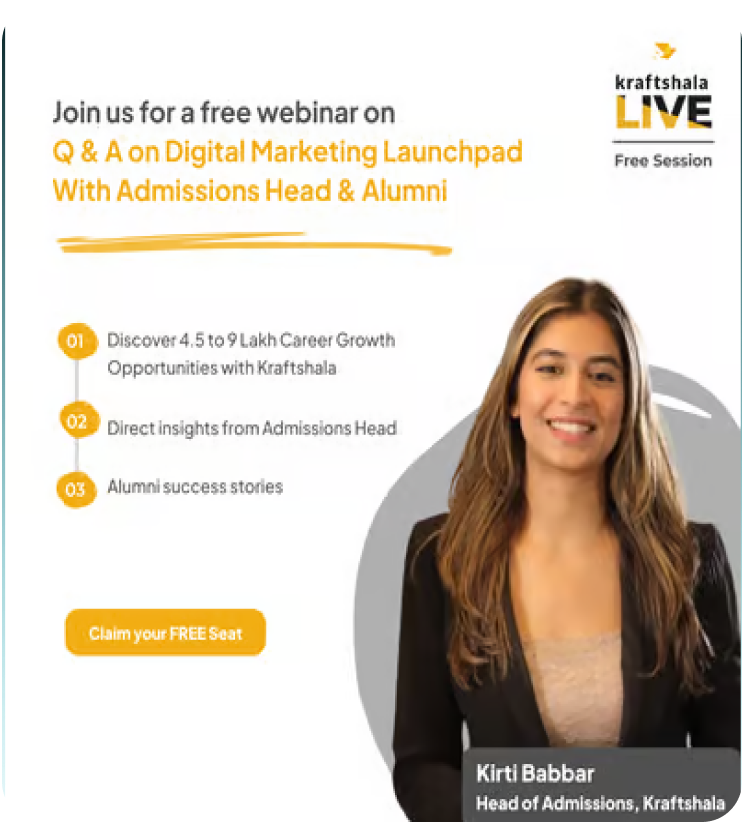 kraftshala
LIVE
Free Session
Join us for a free webinar on
Q & A on Digital Marketing Launchpad
With Admissions Head & Alumni
01
Discover 4.5 to 9 Lakh Career Growth
Opportunities with Kraftshala
02
Direct insights from Admissions Head
03
Alumni success stories
Claim your FREE Seat
Kirti Babbar
Head of Admissions, Kraftshala